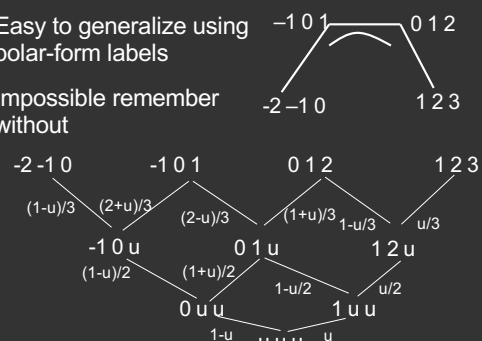 Easy to generalize using
polar-form labels
–1 0 1
0 1 2
impossible remember
without
-2 –1 0
1 2 3
-2 -1 0
-1 0 1
0 1 2
1 2 3
(1-u)/3
(2+u)/3
(2-u)/3
(1+u)/3
1-u/3
u/3
-1 0 u
0 1 u
1 2 u
(1-u)/2
(1+u)/2
1-u/2
u/2
0 u u
1 u u
1-u
u u u
u